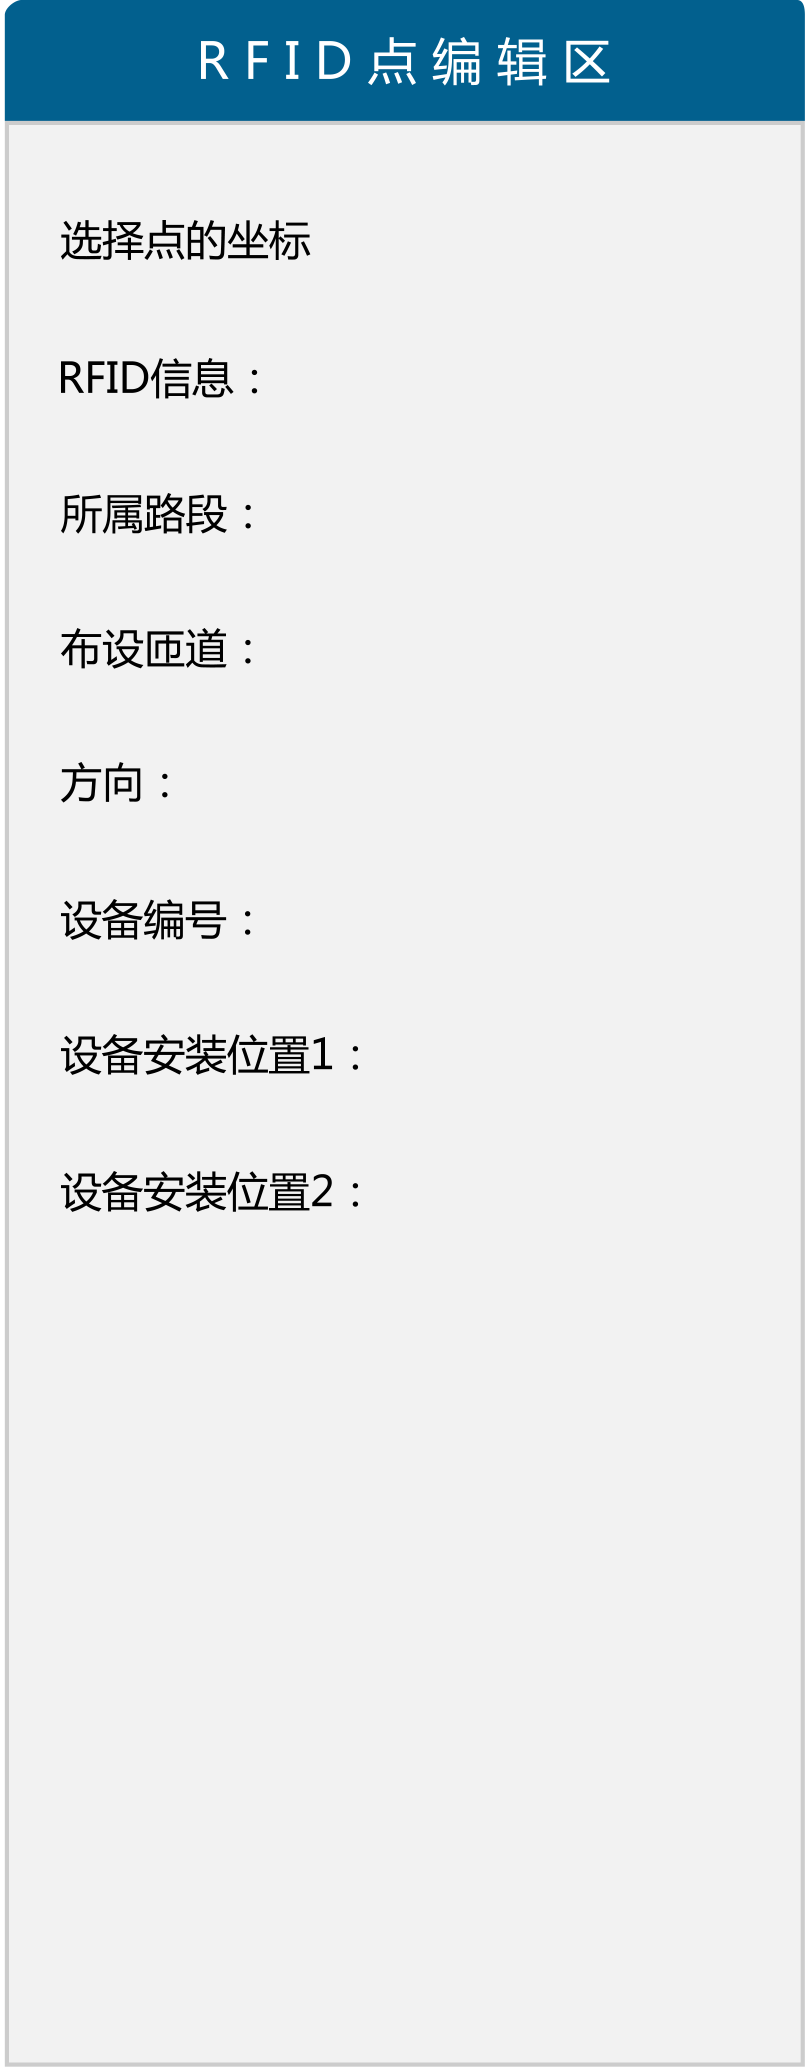 RFID点编辑区
选择点的坐标
RFID信息：
所属路段：
布设匝道：
方向：
设备编号：
设备安装位置1：
设备安装位置2：